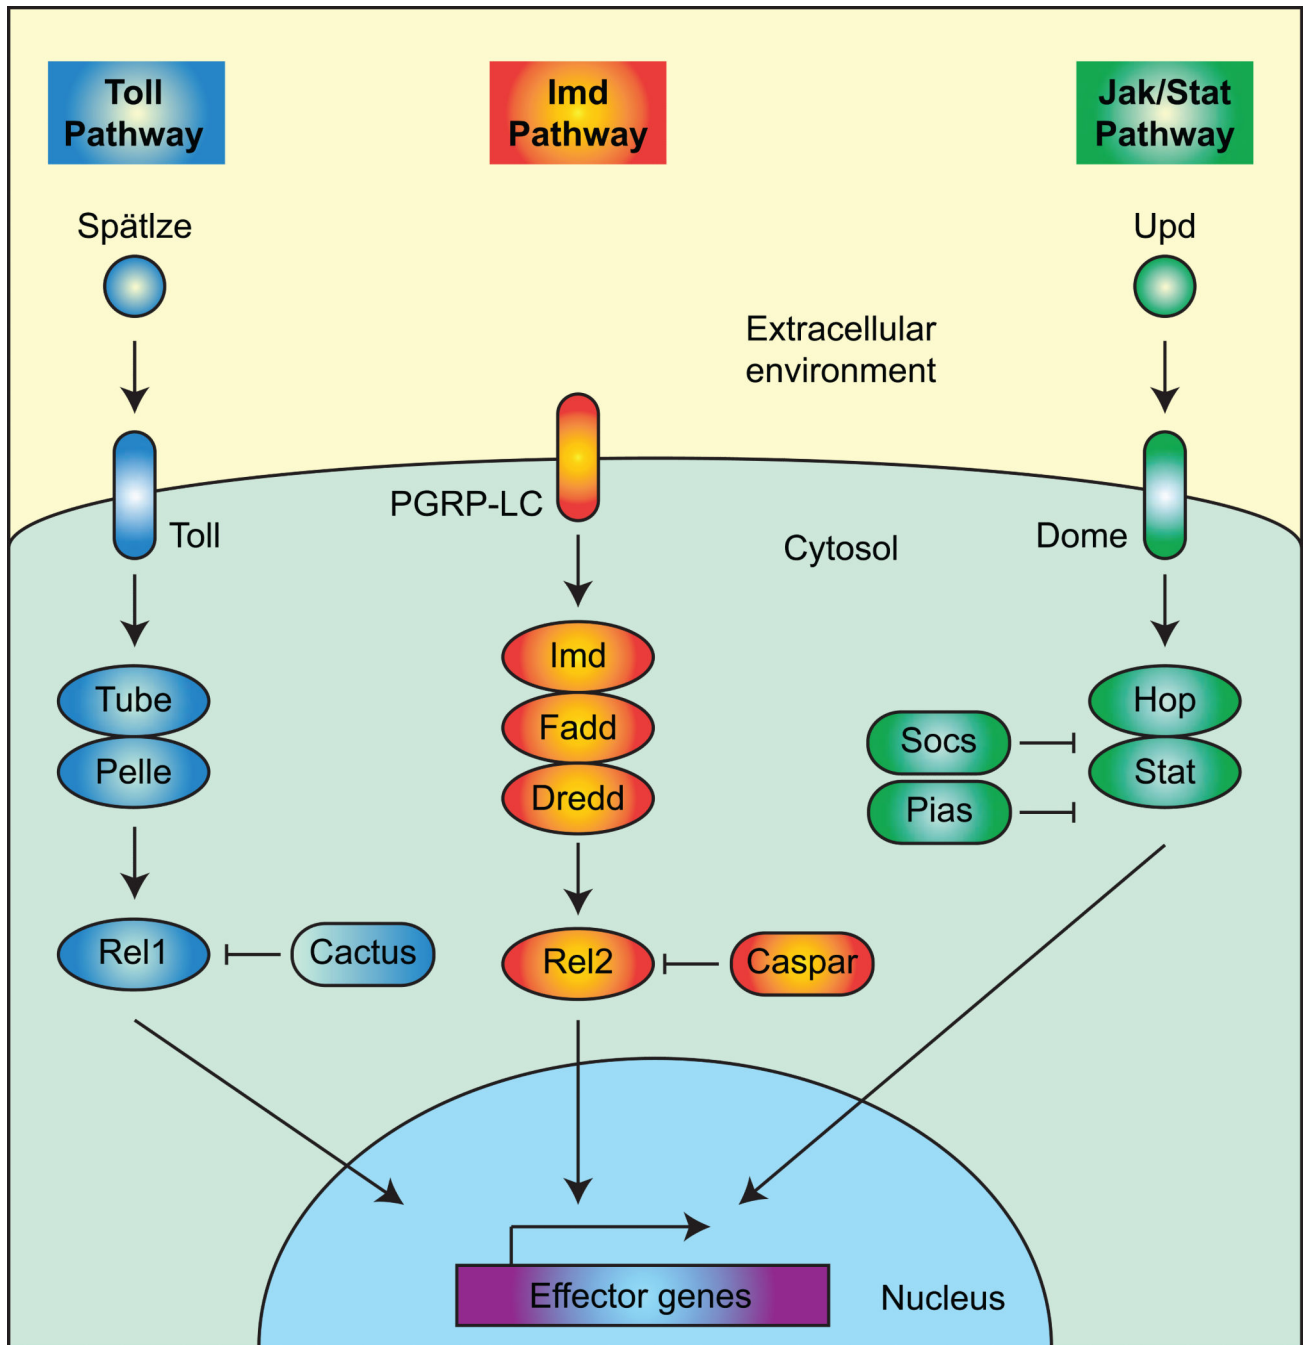 Toll
Pathway
Imd
Pathway
Jak/Stat
Pathway
Spätlze
Upd
Extracellular
environment
PGRP-LC
Toll
Cytosol
Dome
Imd
Fadd
Dredd
Tube
Pelle
Hop
Stat
Socs
Pias
Rel1
Cactus
Rel2
Caspar
Effector genes
Nucleus